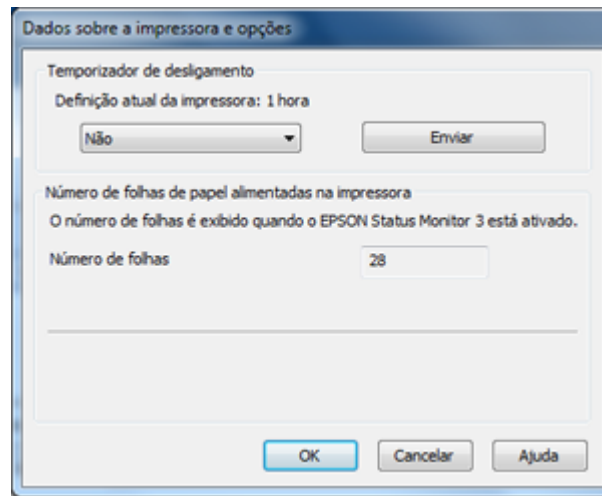 Dados sobre a impressora e opções
Temporizador de desligamento
Definição atual da impressora: 1 hora
Não
Enviar
Número de folhas de papel alimentadas na impressora
O número de folhas é exibido quando o EPSON Status Monitor 3 está ativado.
Número de folhas
28
OK
Cancelar
Ajuda